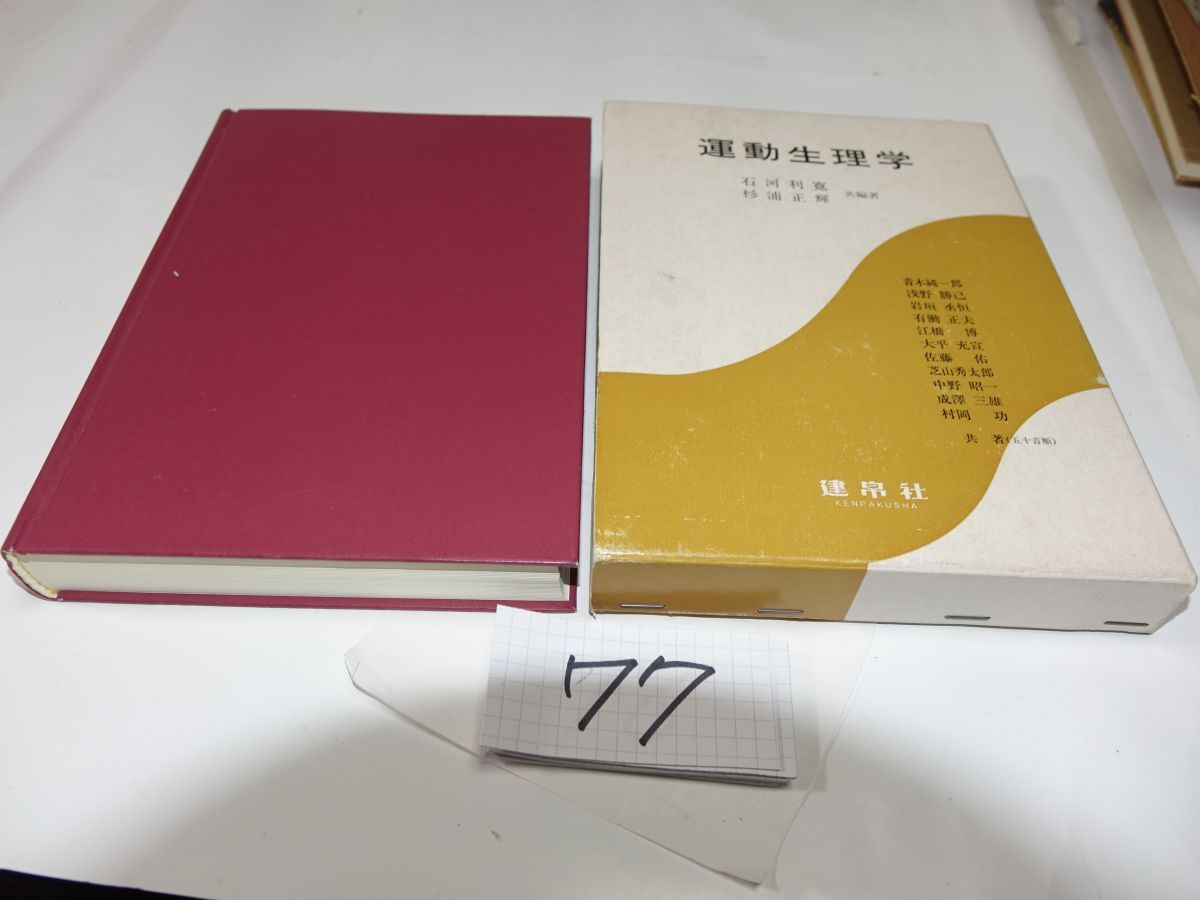 運動生理学
石河利寛
杉浦正輝 共編著
青木純一郎
浅野 勝己
岩垣 丞恒
有働 正夫
江橋 博
大平 充宣
佐藤 佑
芝山秀太郎
中野 昭一
成澤 三雄
村岡 功
共 著(五十音順)
建帛社
KENPAKUSHA
77